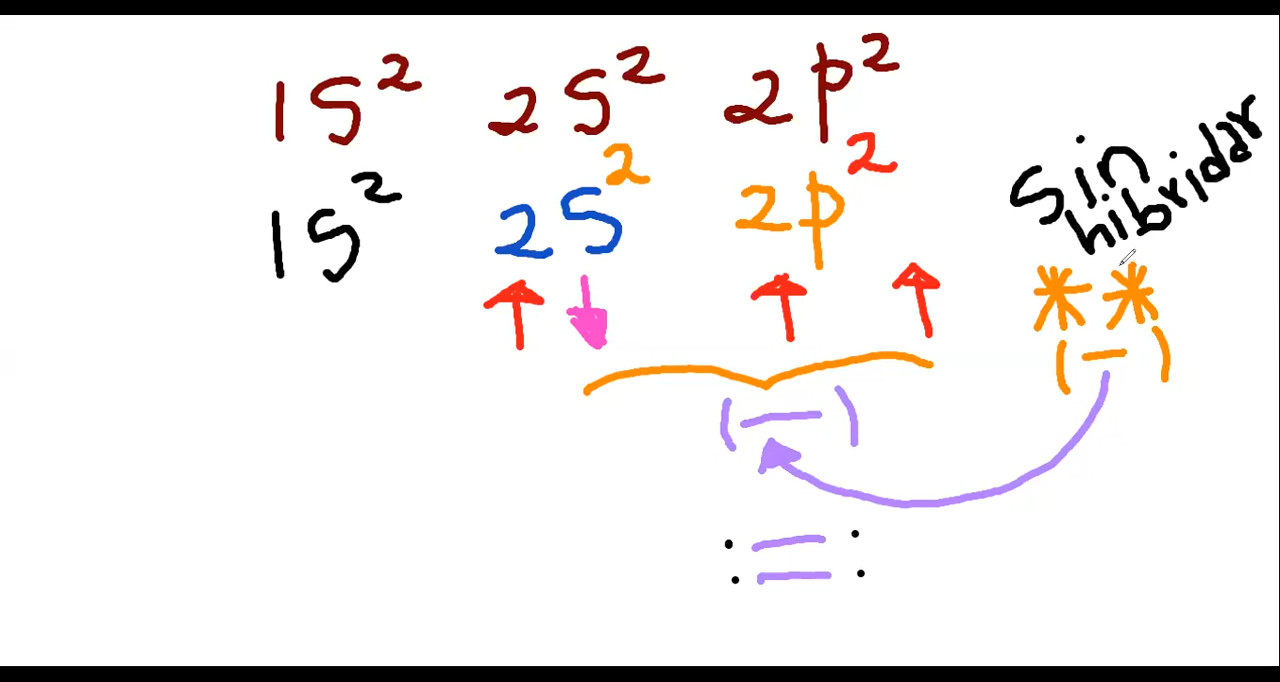 1S² 2S² 2p²
1S² 2S² 2p²
sin
hibridar
(–)
(—)
: = :